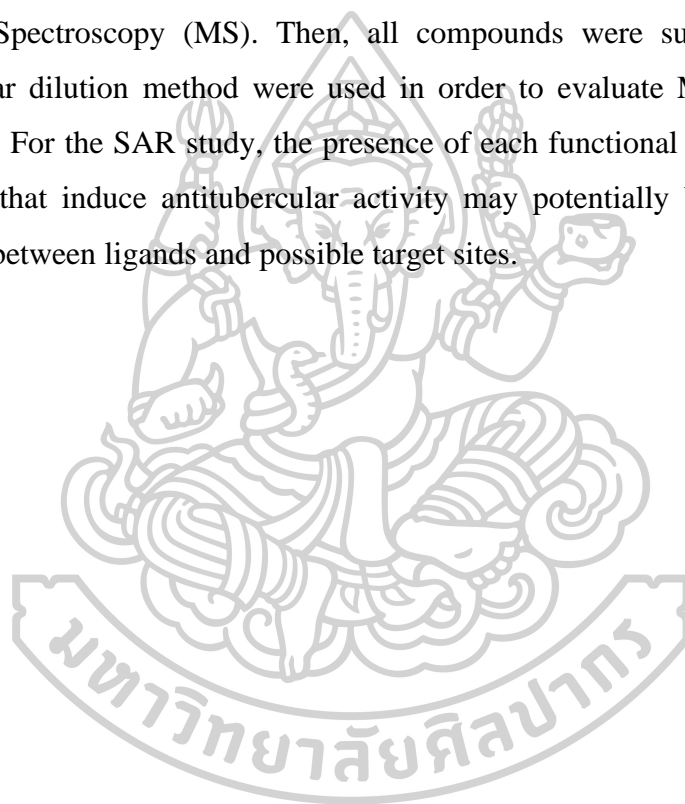 Spectroscopy (MS). Then, all compounds were su
ar dilution method were used in order to evaluate M
For the SAR study, the presence of each functional
that induce antitubercular activity may potentially
between ligands and possible target sites.
มหาวิทยาลัยศิลปากร